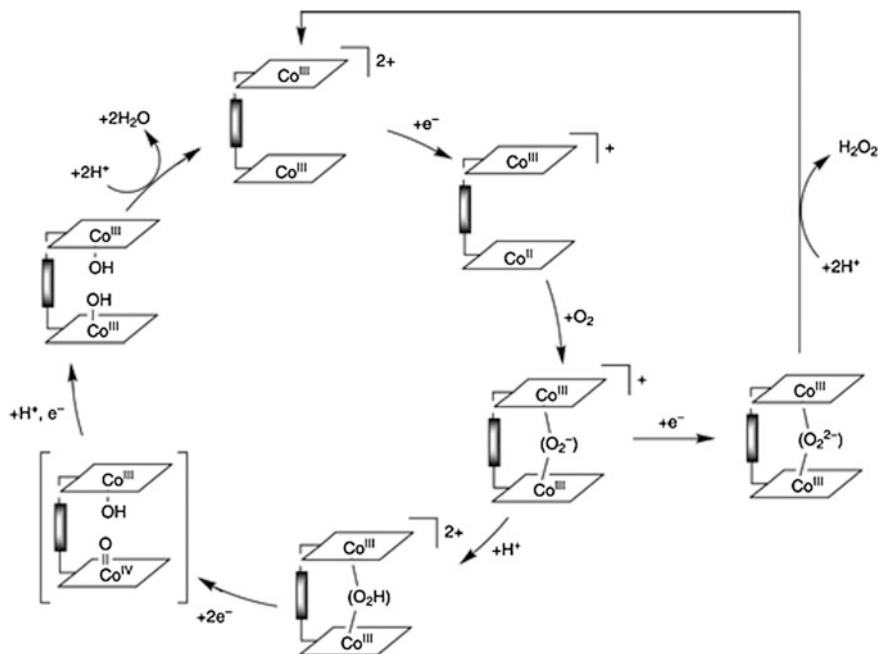 Co^III
2+
Co^III
+e⁻
Co^III
+
Co^II
+O₂
Co^III
+
(O₂⁻)
Co^III
+e⁻
Co^III
(O₂²⁻)
Co^III
+2H⁺
H₂O₂
+H⁺
Co^III
2+
(O₂H)
Co^III
+2e⁻
Co^III
OH
O
Co^IV
+H⁺, e⁻
Co^III
OH
OH
Co^III
+2H⁺
+2H₂O